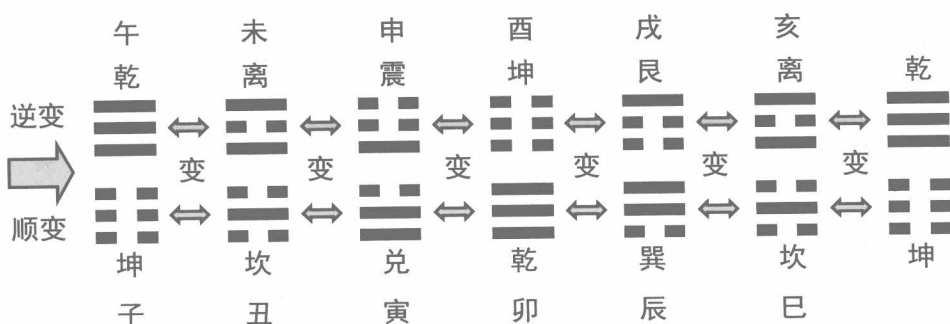 午 未 申 酉 戌 亥
乾 离 震 坤 艮 离 乾
逆变
变 变 变 变 变 变
顺变
坤 坎 兑 乾 巽 坎 坤
子 丑 寅 卯 辰 巳